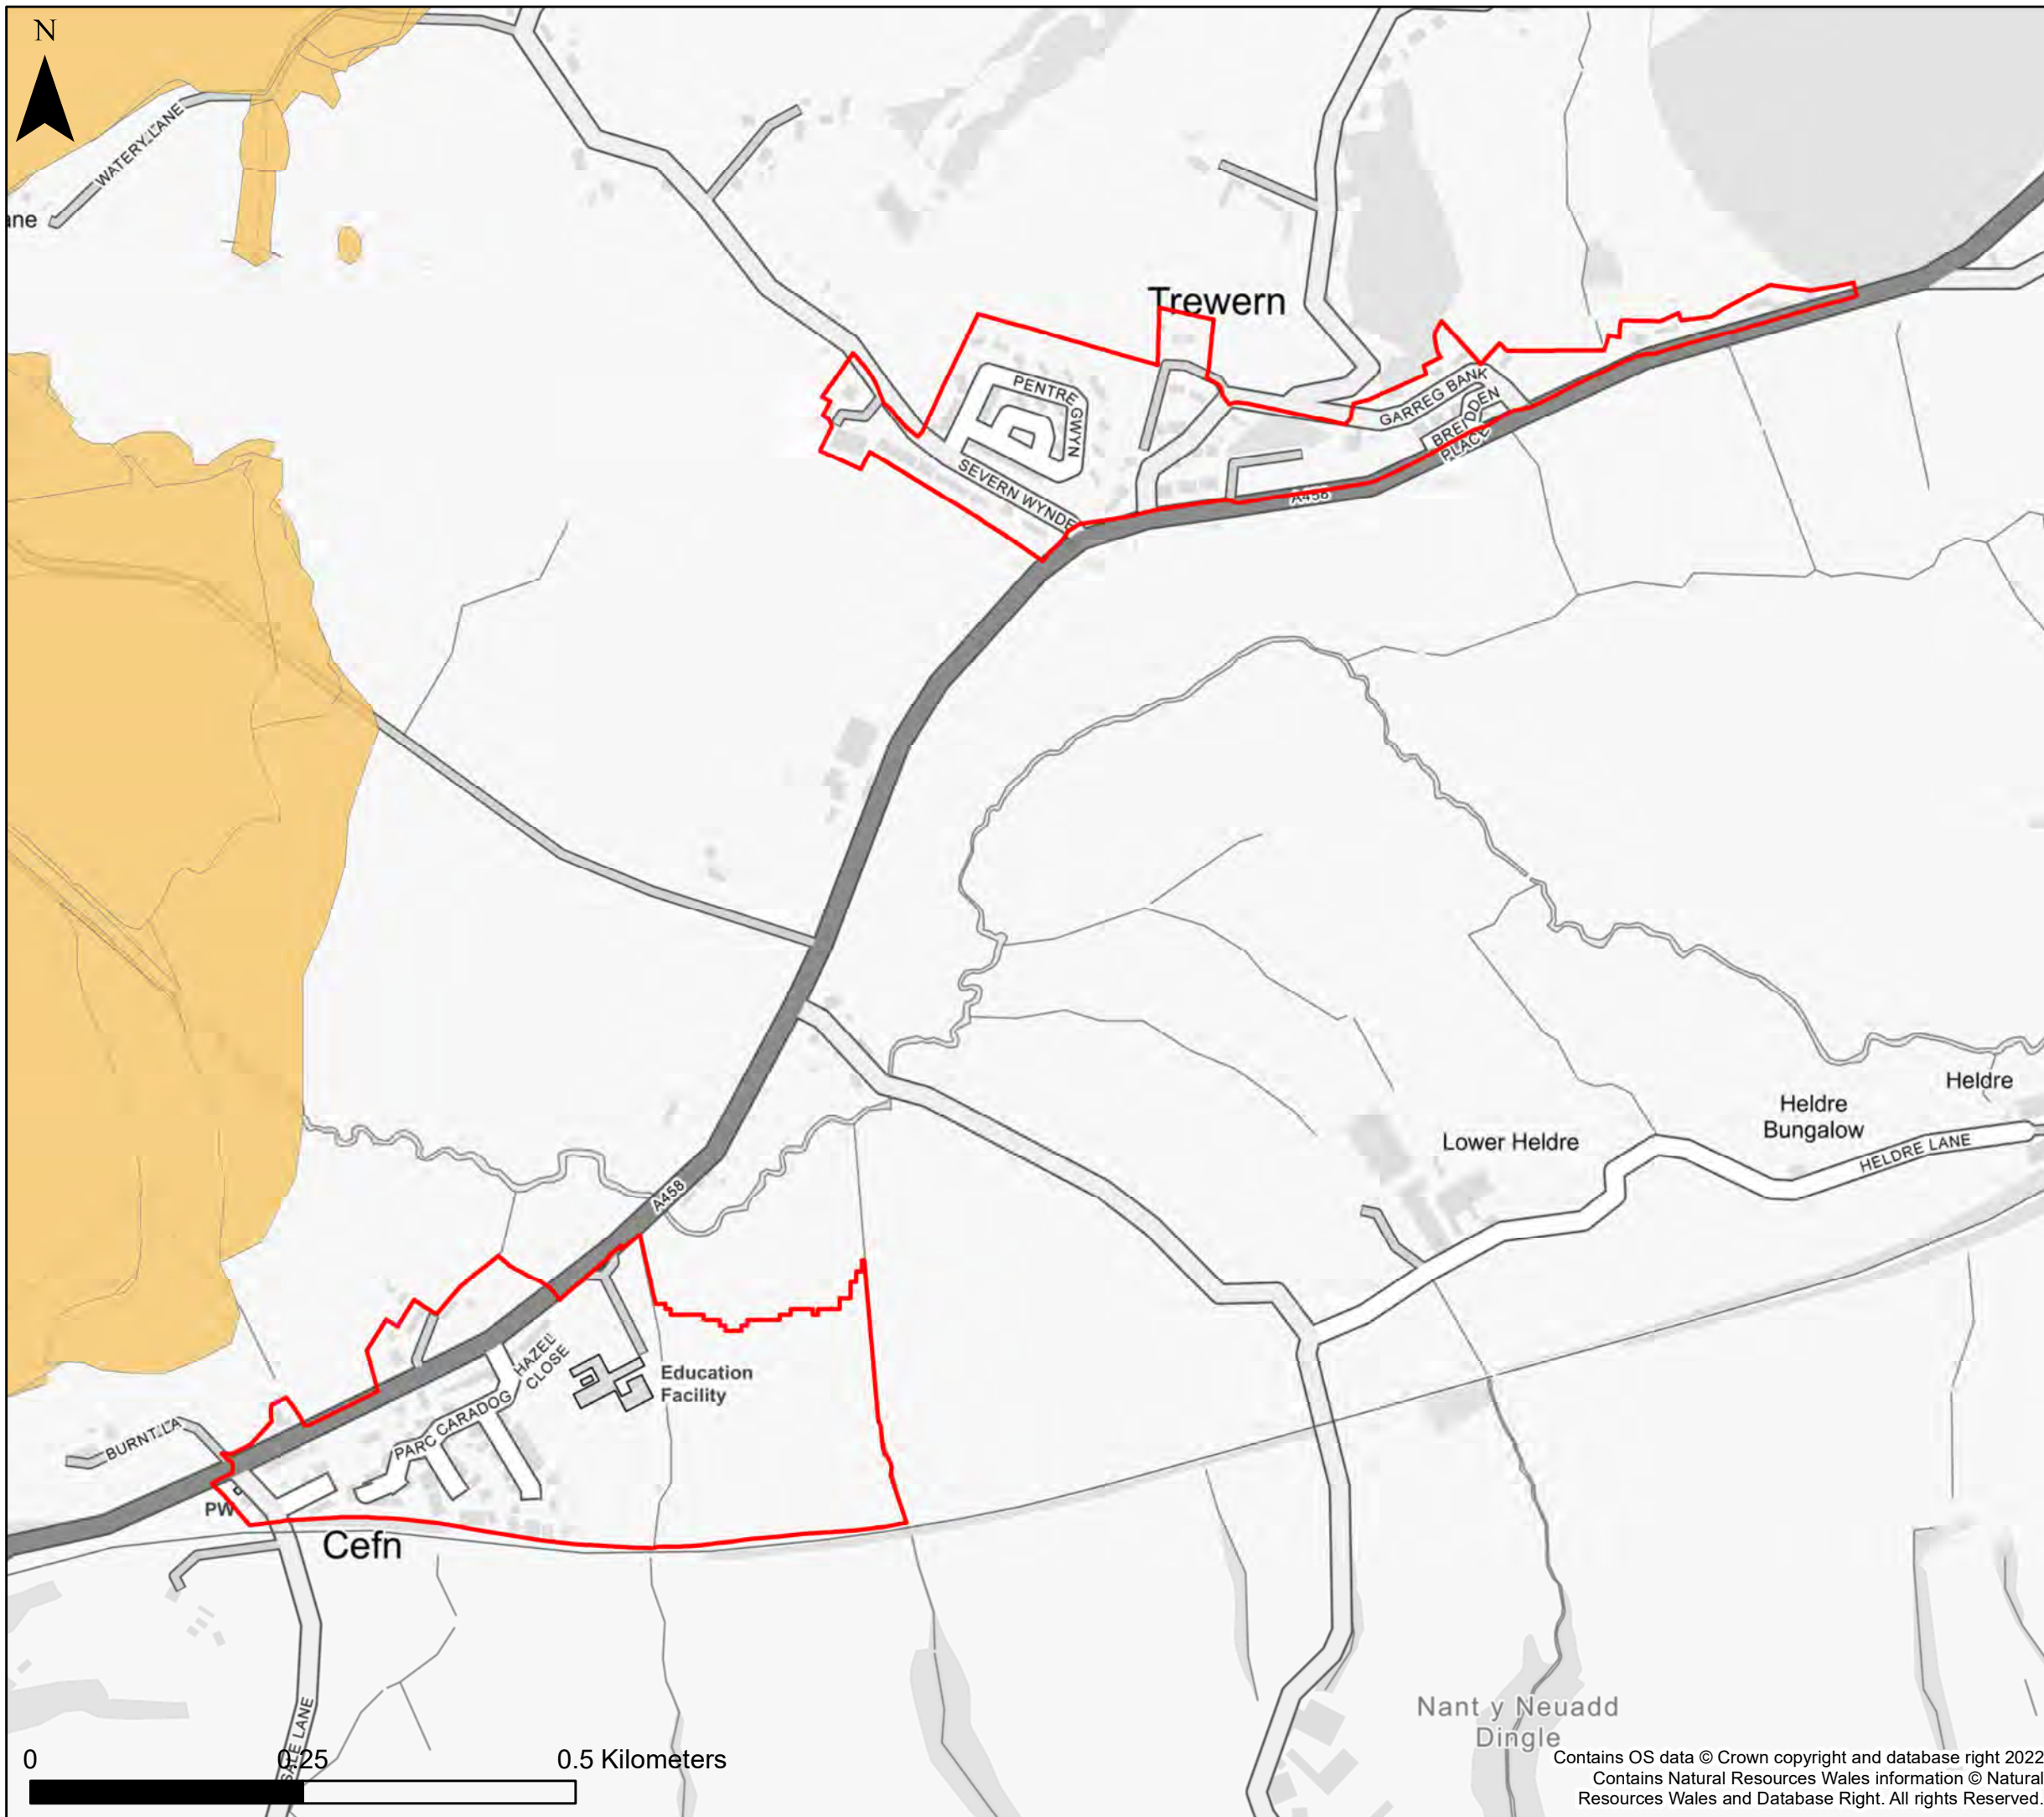 N
WATERY LANE
ane
Trewern
PENTRE GWYN
GARREG BANK
BREIDDEN
PLACE
SEVERN WYNDE
A458
Heldre
Heldre
Bungalow
Lower Heldre
HELDRE LANE
A458
HAZEL
CLOSE
Education
Facility
PARC CARADOG
BURNT LA
PW
Cefn
SALE LANE
Nant y Neuadd
Dingle
0
0.25
0.5 Kilometers
Contains OS data © Crown copyright and database right 2022
Contains Natural Resources Wales information © Natural
Resources Wales and Database Right. All rights Reserved.